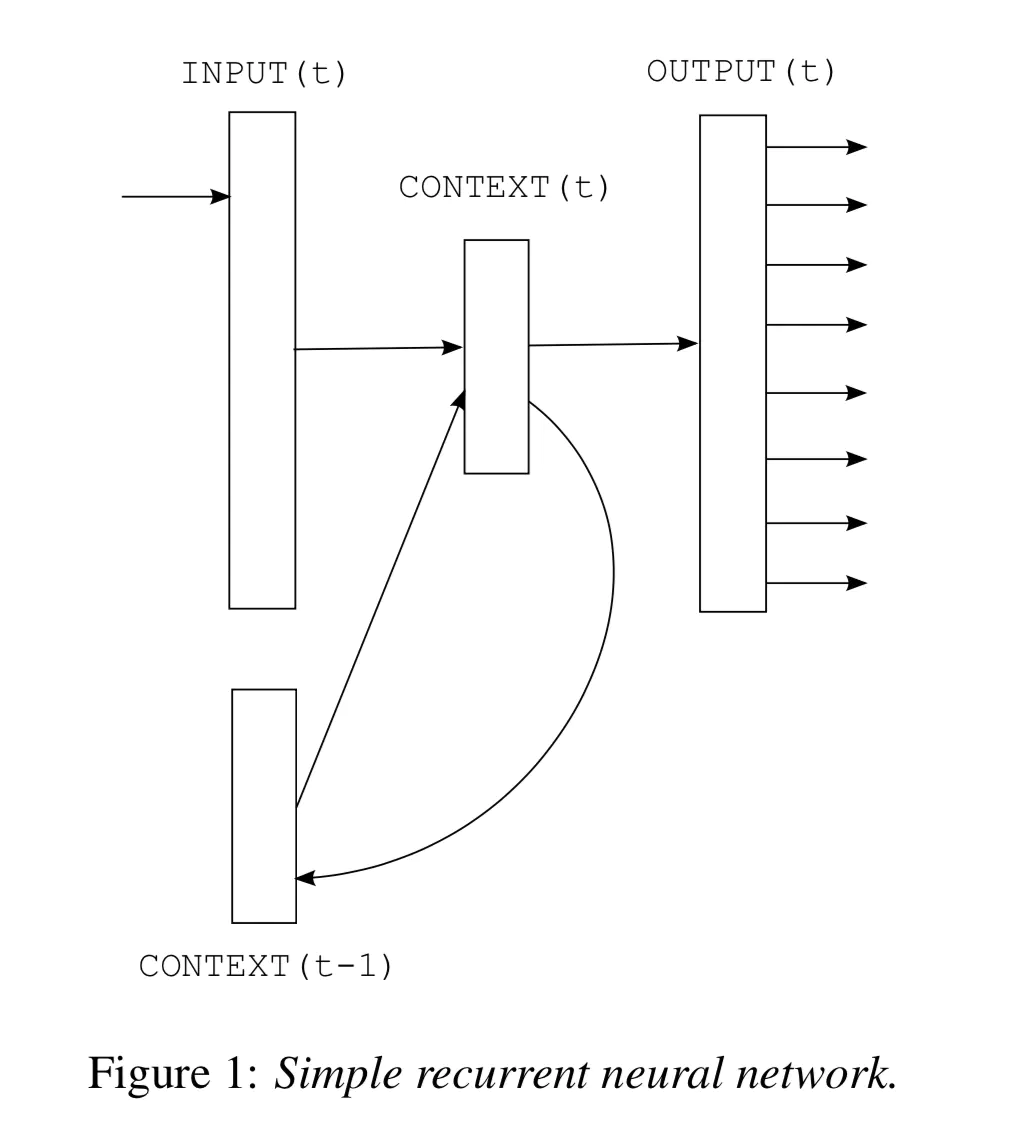 INPUT(t)
OUTPUT(t)
CONTEXT(t)
CONTEXT(t-1)
Figure 1: Simple recurrent neural network.